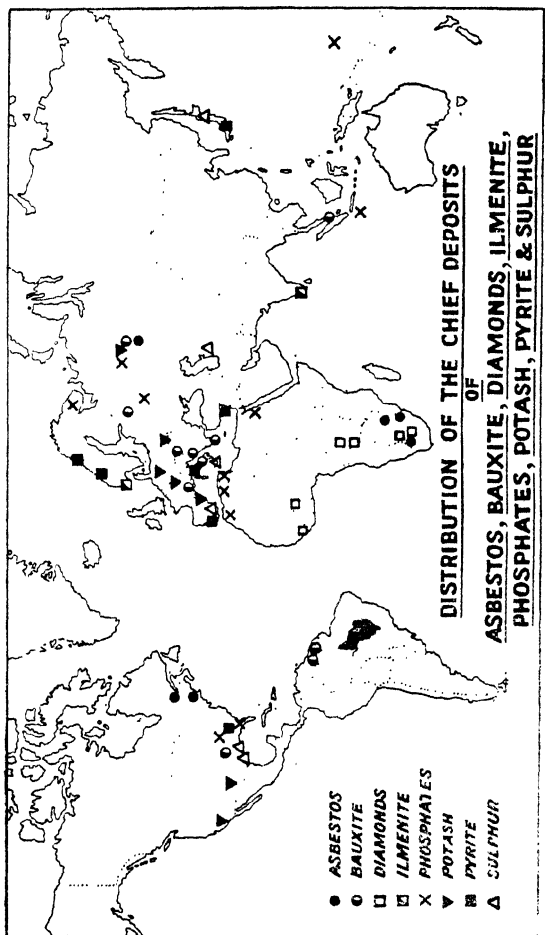 DISTRIBUTION OF THE CHIEF DEPOSITS
OF
ASBESTOS, BAUXITE, DIAMONDS, ILMENITE,
PHOSPHATES, POTASH, PYRITE & SULPHUR
ASBESTOS
BAUXITE
DIAMONDS
ILMENITE
PHOSPHATES
POTASH
PYRITE
SULPHUR